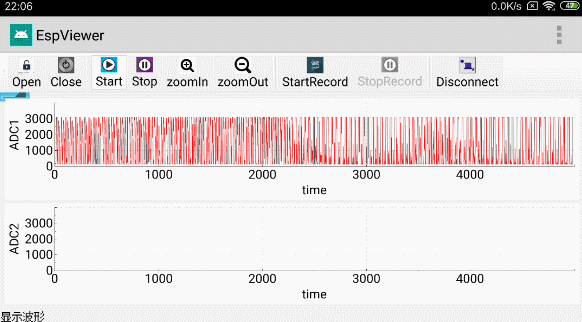 22:06 0.0K/s 47
EspViewer
Open Close Start Stop zoomIn zoomOut StartRecord StopRecord Disconnect
ADC1
3000
2000
1000
0
0 1000 2000 3000 4000
time
ADC2
3000
2000
1000
0
0 1000 2000 3000 4000
time
显示波形